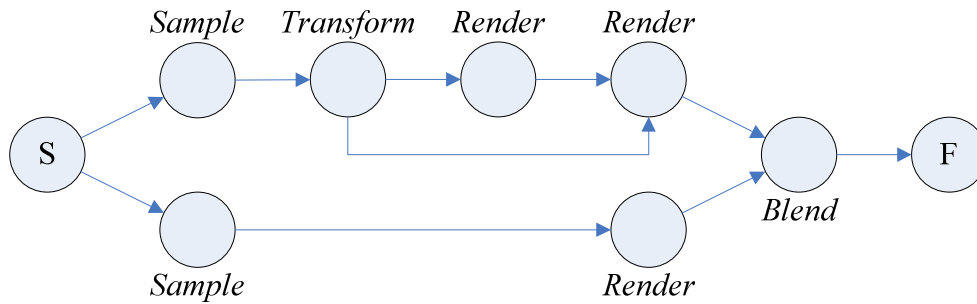 Sample Transform Render Render
S
F
Blend
Sample Render